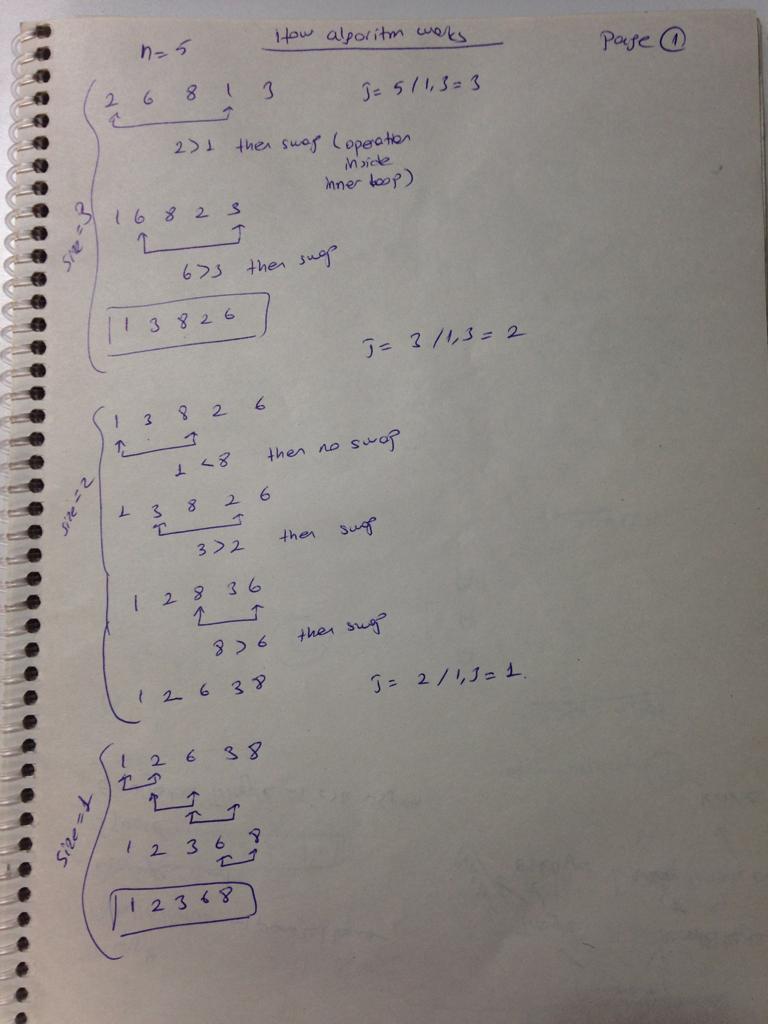 How algoritm works
Page 1
n= 5
2 6 8 1 3
J= 5/1,3 = 3
2>1 then swap (operation
inside
inner loop)
size=3
1 6 8 2 3
6>3 then swap
1 3 8 2 6
J= 3/1,3 = 2
1 3 8 2 6
1 <8 then no swap
size=2
1 3 8 2 6
3>2 then swap
1 2 8 3 6
8 > 6 then swap
1 2 6 3 8
J= 2/1,3= 1.
1 2 6 3 8
size=1
1 2 3 6 8
1 2 3 6 8